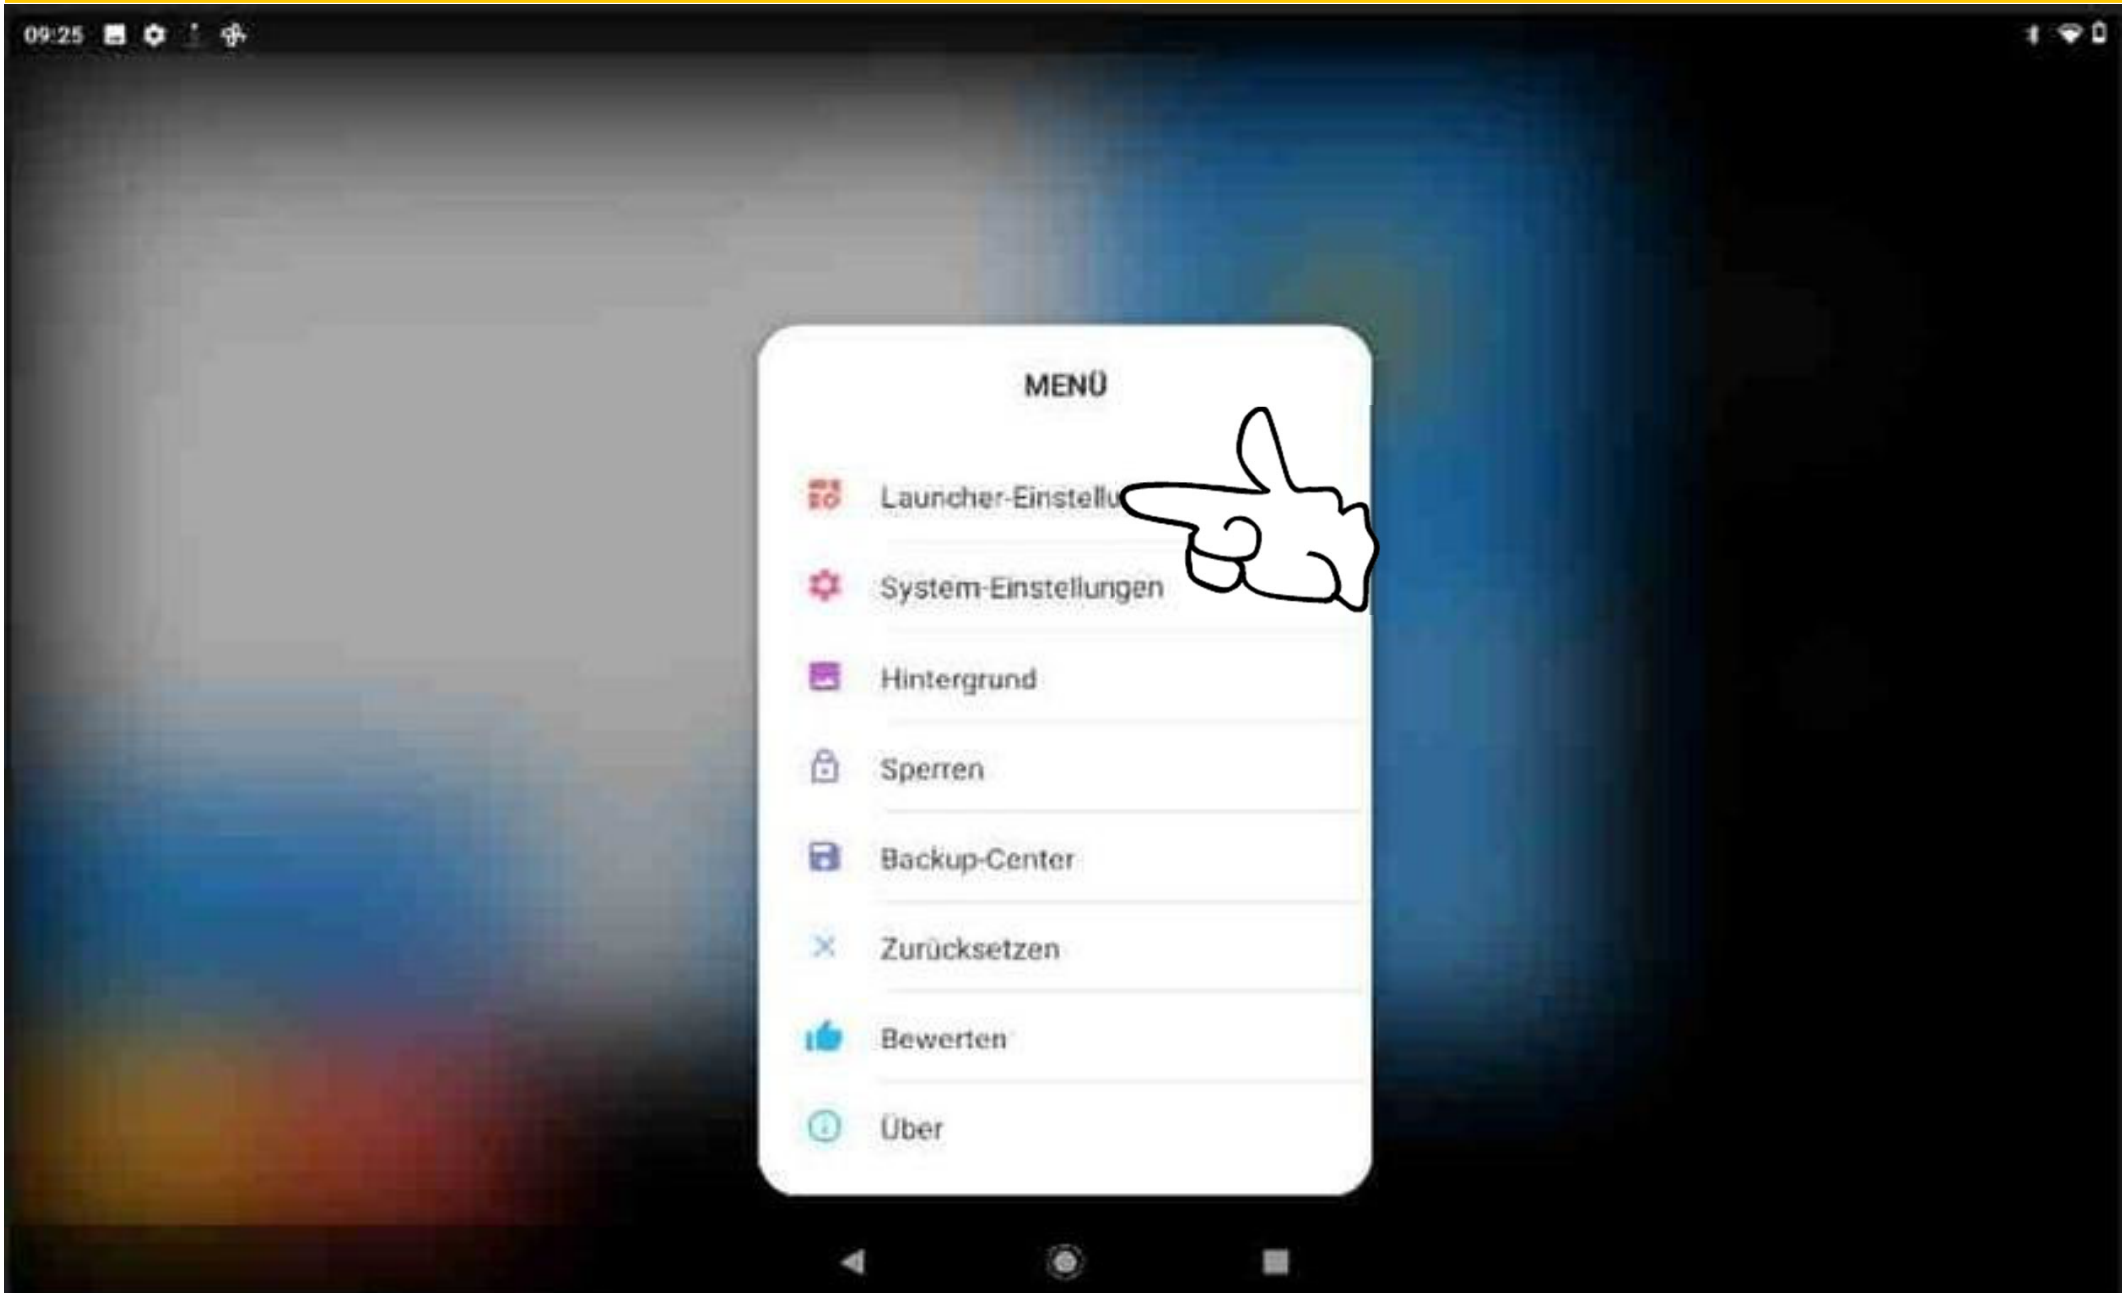 09:25
MENÜ
Launcher-Einstellu
System-Einstellungen
Hintergrund
Sperren
Backup-Center
Zurücksetzen
Bewerten
Über